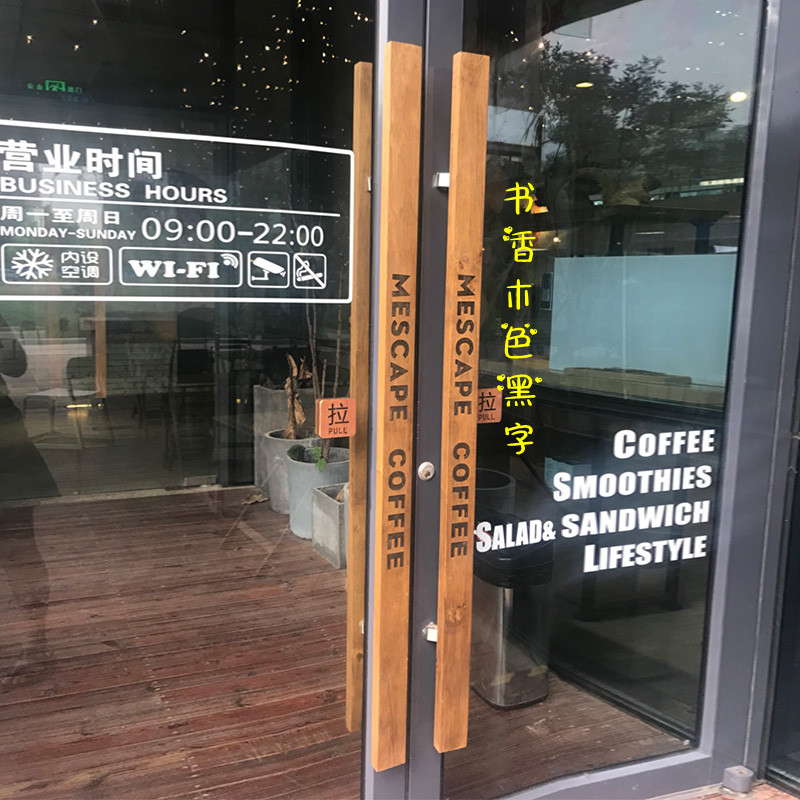 营业时间
BUSINESS HOURS
周一至周日
MONDAY-SUNDAY 09:00-22:00
内设
空调
WI-FI
MESCAPE COFFEE
MESCAPE COFFEE
拉
PULL
拉
PULL
书香木色黑字
COFFEE
SMOOTHIES
SALAD& SANDWICH
LIFESTYLE